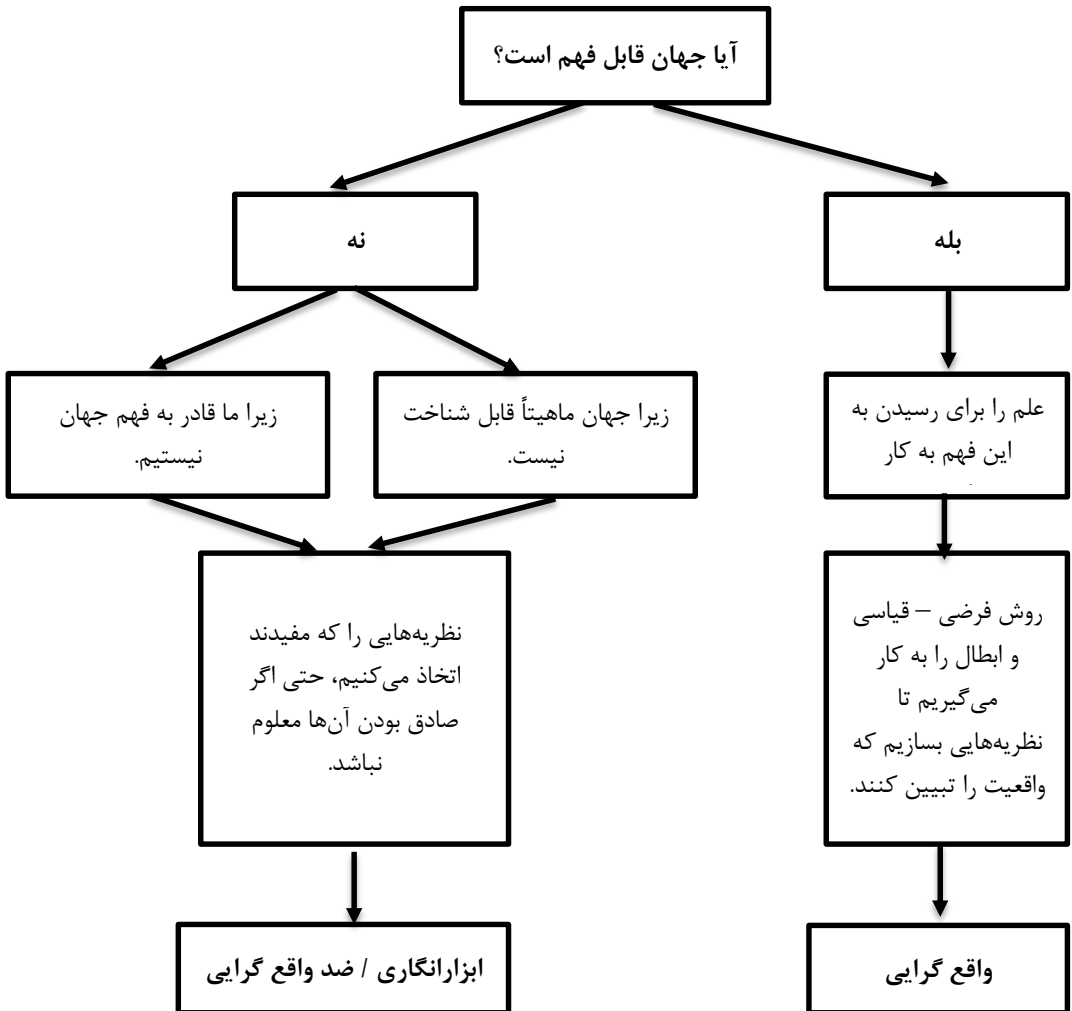 آیا جهان قابل فهم است؟
بله
نه
علم را برای رسیدن به
این فهم به کار
زیرا جهان ماهیتاً قابل شناخت
نیست.
زیرا ما قادر به فهم جهان
نیستیم.
روش فرضی – قیاسی
و ابطال را به کار
می‌گیریم تا
نظریه‌هایی بسازیم که
واقعیت را تبیین کنند.
نظریه‌هایی را که مفیدند
اتخاذ می‌کنیم، حتی اگر
صادق بودن آن‌ها معلوم
نباشد.
واقع گرایی
ابزارانگاری / ضد واقع گرایی